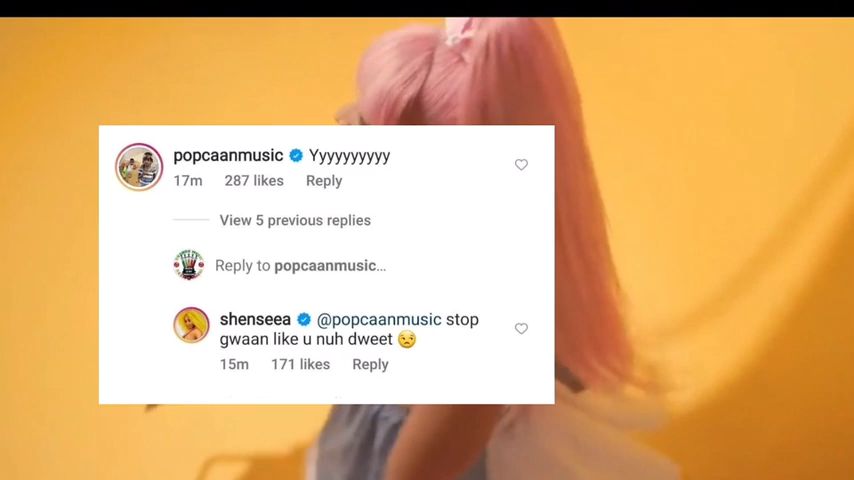 popcaanmusic Yyyyyyyyyy
17m 287 likes Reply
View 5 previous replies
Reply to popcaanmusic...
shenseea @popcaanmusic stop
gwaan like u nuh dweet 😒
15m 171 likes Reply